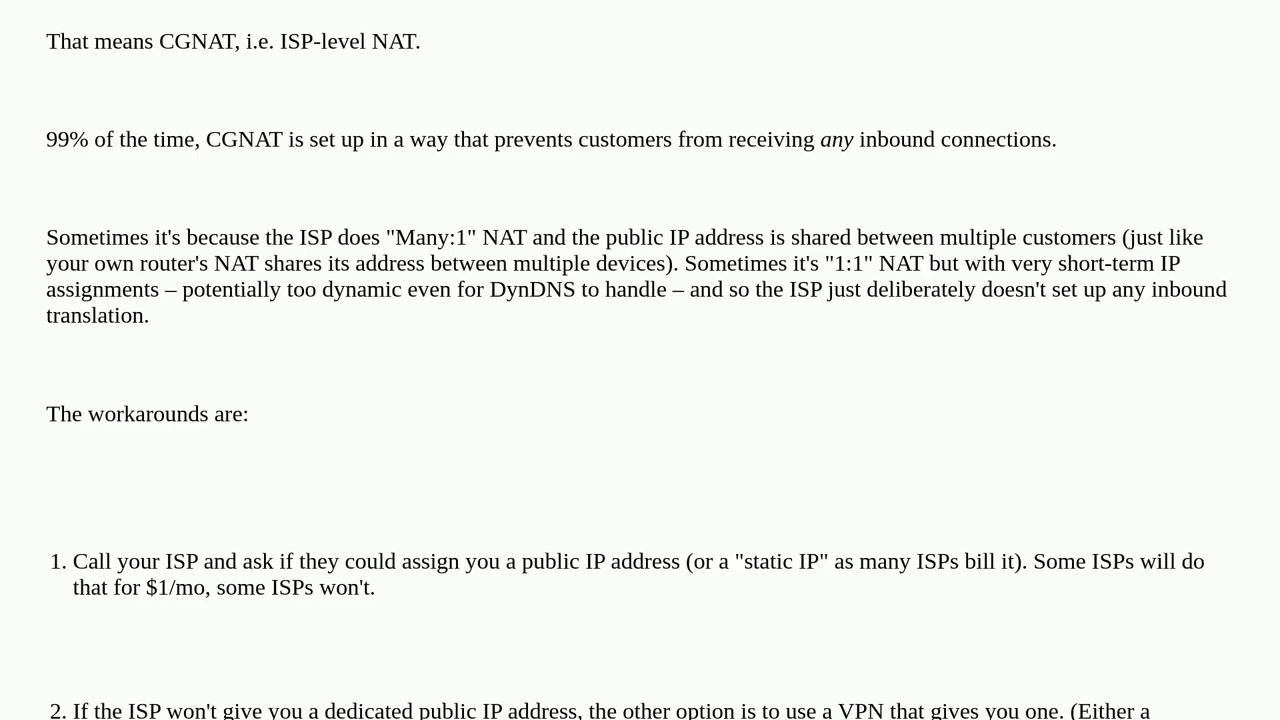 That means CGNAT, i.e. ISP-level NAT.
99% of the time, CGNAT is set up in a way that prevents customers from receiving any inbound connections.
Sometimes it's because the ISP does "Many:1" NAT and the public IP address is shared between multiple customers (just like
your own router's NAT shares its address between multiple devices). Sometimes it's "1:1" NAT but with very short-term IP
assignments – potentially too dynamic even for DynDNS to handle – and so the ISP just deliberately doesn't set up any inbound
translation.
The workarounds are:
1. Call your ISP and ask if they could assign you a public IP address (or a "static IP" as many ISPs bill it). Some ISPs will do
that for $1/mo, some ISPs won't.
2. If the ISP won't give you a dedicated public IP address, the other option is to use a VPN that gives you one. (Either a